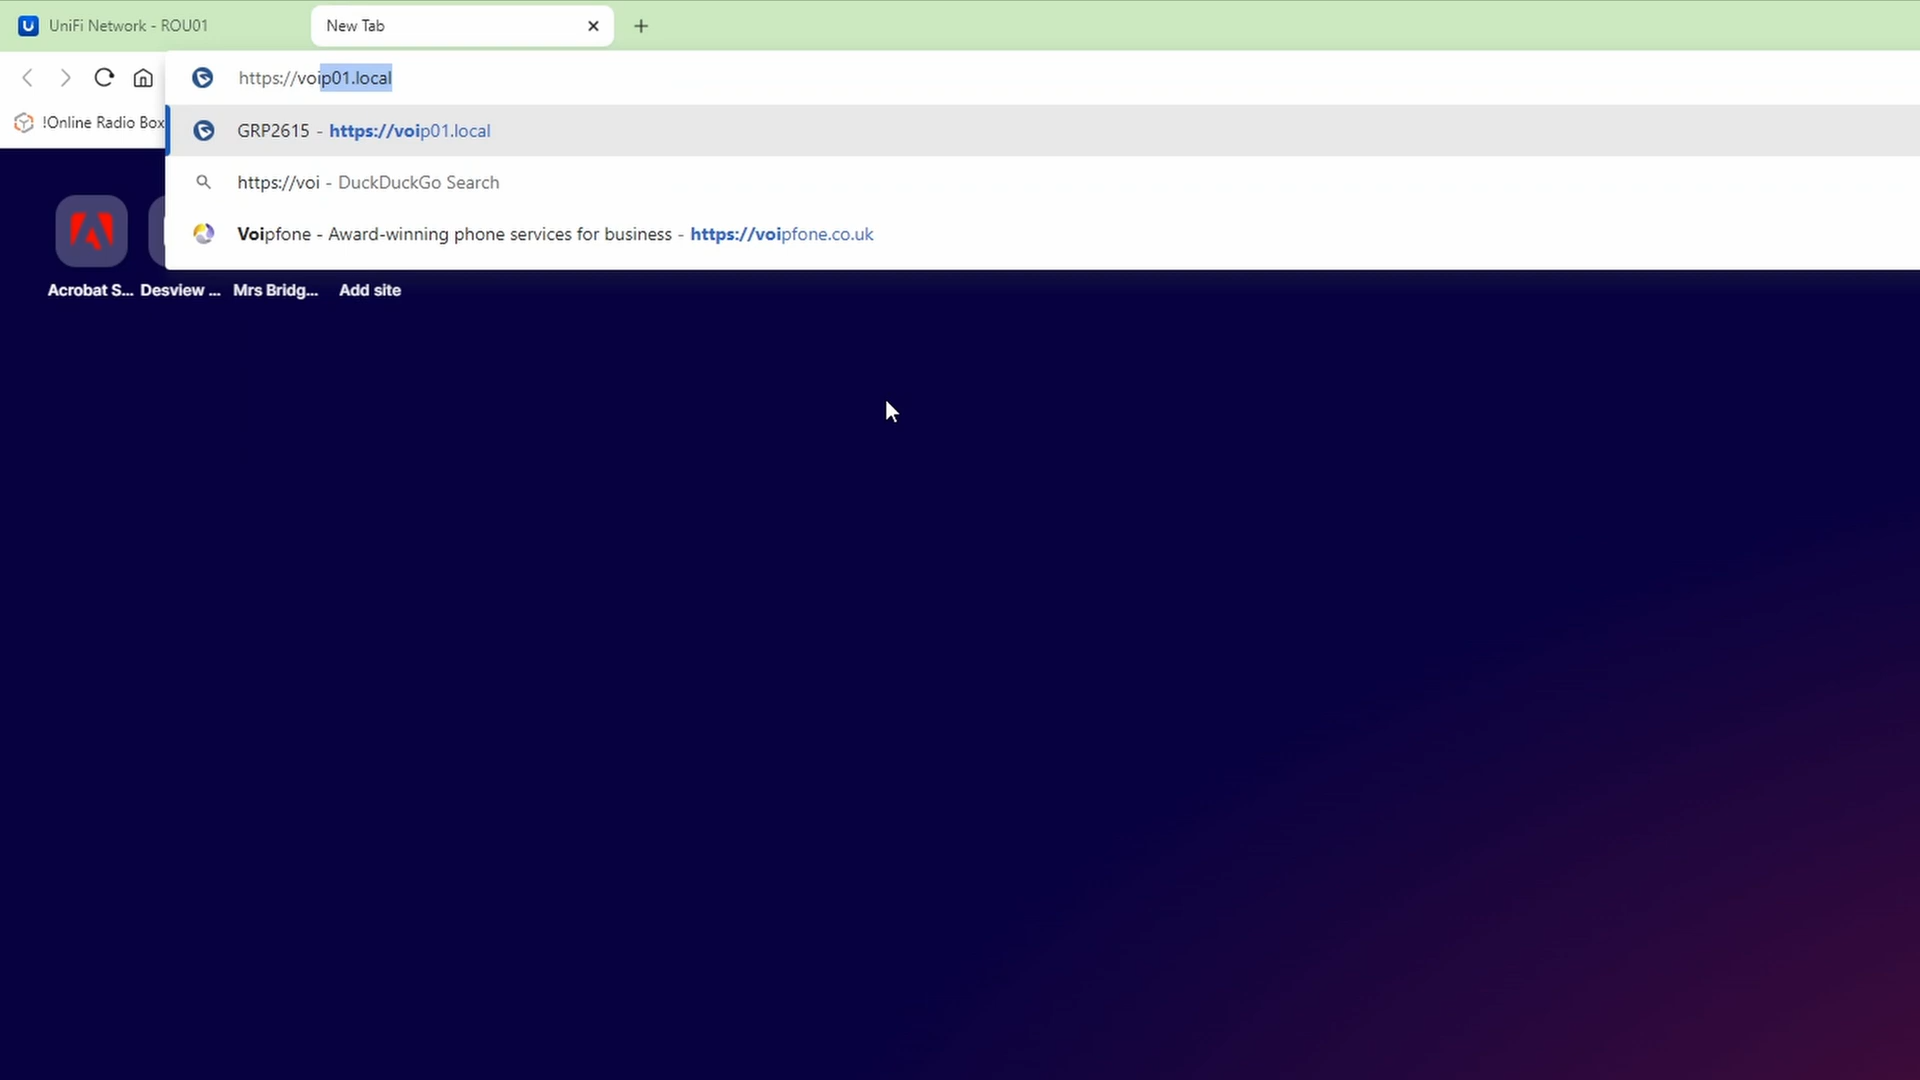 UniFi Network - ROU01
New Tab
https://voip01.local
!Online Radio Box
GRP2615 - https://voip01.local
https://voi - DuckDuckGo Search
Voipfone - Award-winning phone services for business - https://voipfone.co.uk
Acrobat S... Desview ... Mrs Bridg... Add site